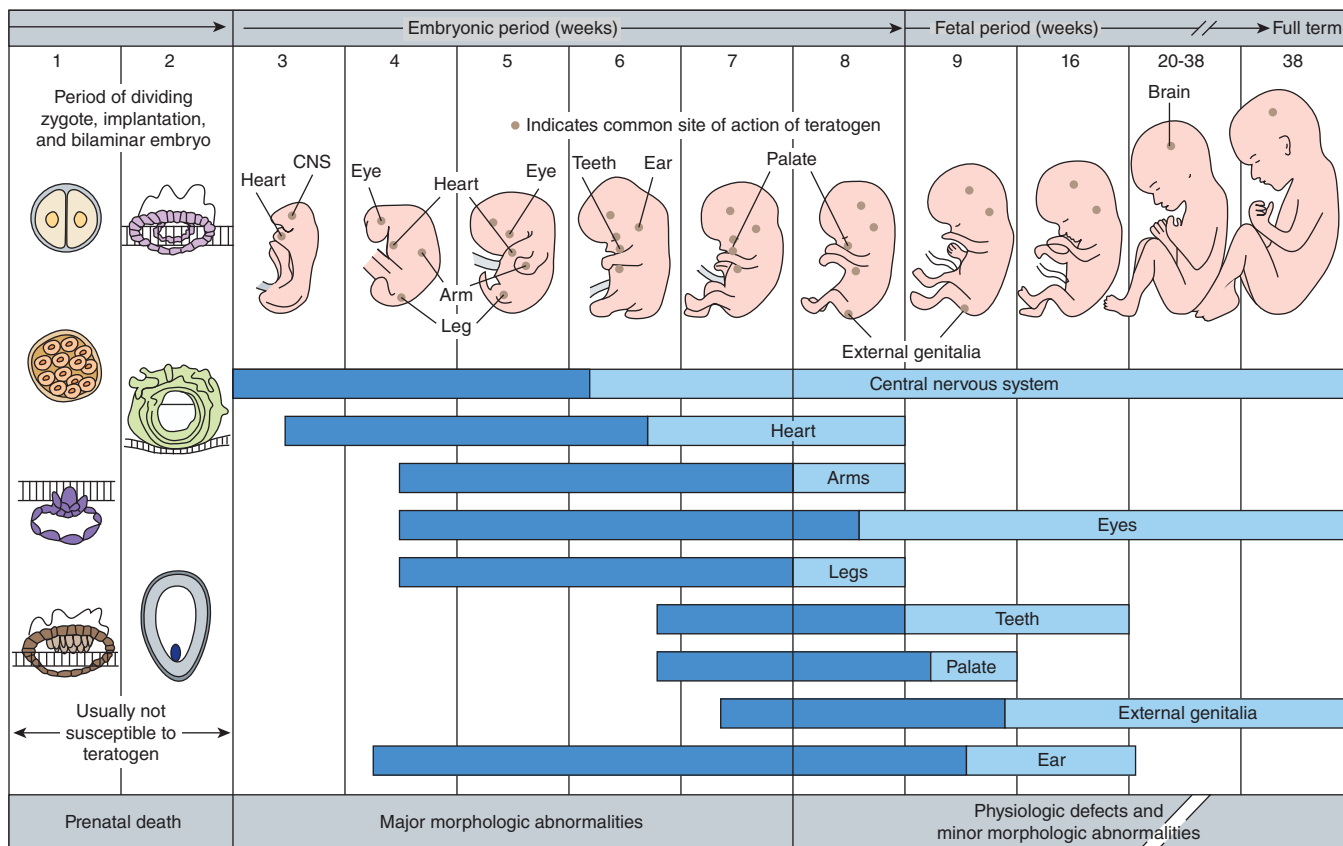 Embryonic period (weeks)
Fetal period (weeks)
Full term
1
2
3
4
5
6
7
8
9
16
20-38
38
Period of dividing
zygote, implantation,
and bilaminar embryo
Indicates common site of action of teratogen
Brain
Heart
CNS
Eye
Heart
Eye
Teeth
Ear
Palate
Arm
Leg
External genitalia
Central nervous system
Heart
Arms
Eyes
Legs
Teeth
Palate
External genitalia
Ear
Usually not
susceptible to
teratogen
Prenatal death
Major morphologic abnormalities
Physiologic defects and
minor morphologic abnormalities